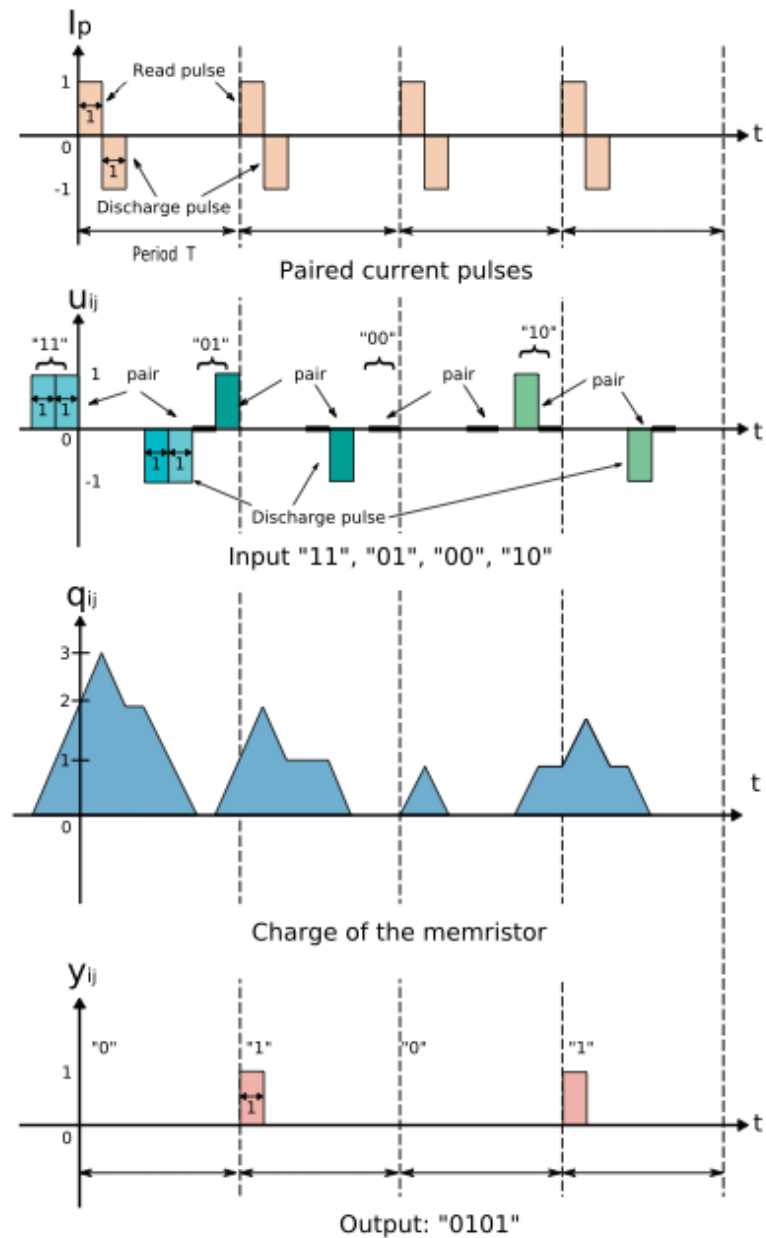 Ip
1
Read pulse
1
0
t
1
-1
Discharge pulse
Period T
Paired current pulses
uij
"11"
"01"
"00"
"10"
1
pair
pair
pair
pair
1 1
0
t
1 1
-1
Discharge pulse
Input "11", "01", "00", "10"
qij
3
2
1
t
0
Charge of the memristor
yij
"0"
"1"
"0"
"1"
1
1
0
t
Output: "0101"